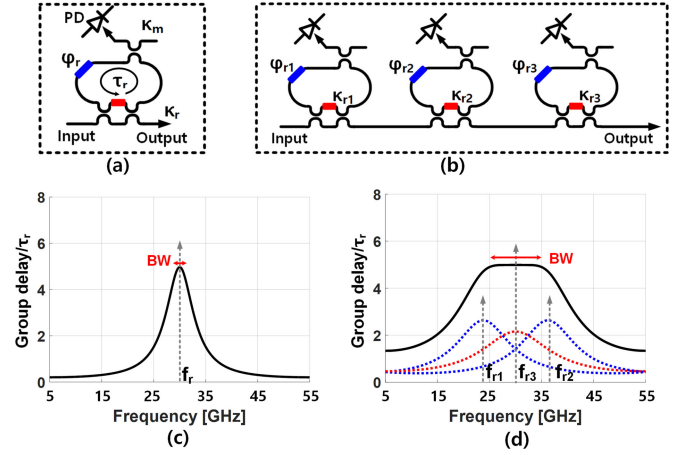 PD
κm
φr
τr
κr
Input Output
(a)
φr1 φr2 φr3
κr1 κr2 κr3
Input Output
(b)
Group delay/τr
8
6
4
2
0
BW
fr
5 15 25 35 45 55
Frequency [GHz]
(c)
Group delay/τr
8
6
4
2
0
BW
fr1 fr3 fr2
5 15 25 35 45 55
Frequency [GHz]
(d)